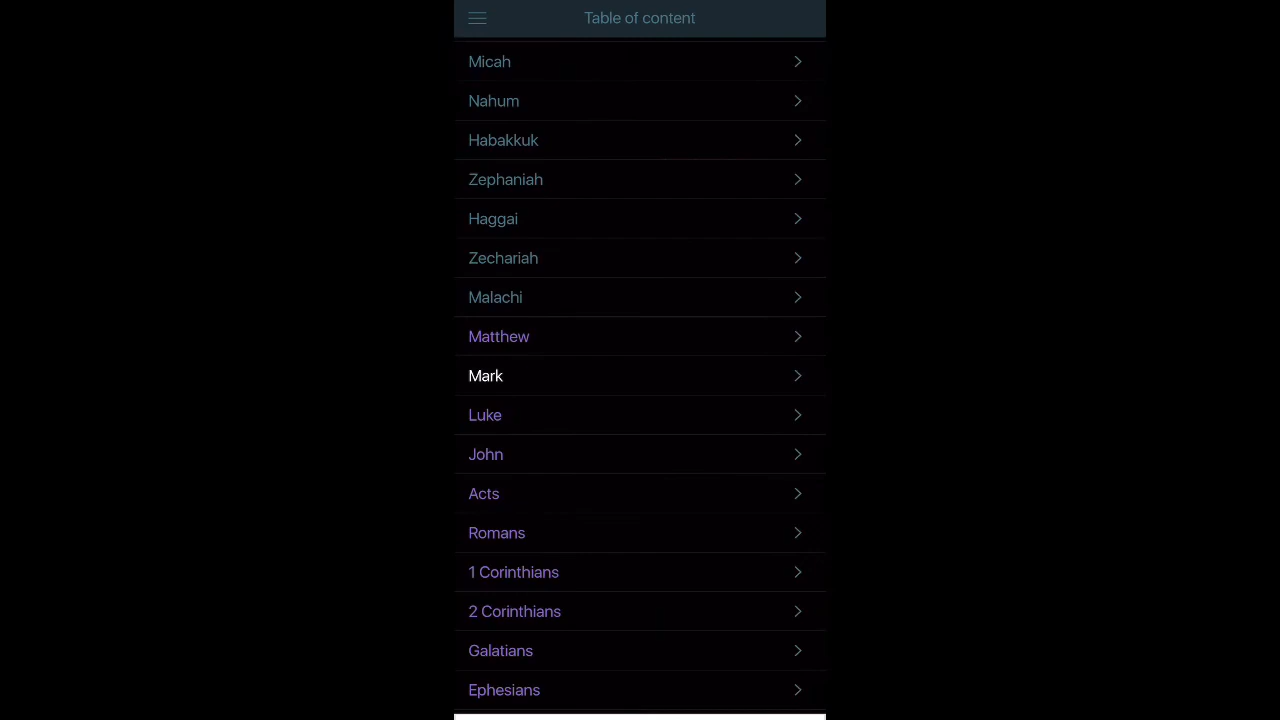 Table of content
Micah
Nahum
Habakkuk
Zephaniah
Haggai
Zechariah
Malachi
Matthew
Mark
Luke
John
Acts
Romans
1 Corinthians
2 Corinthians
Galatians
Ephesians